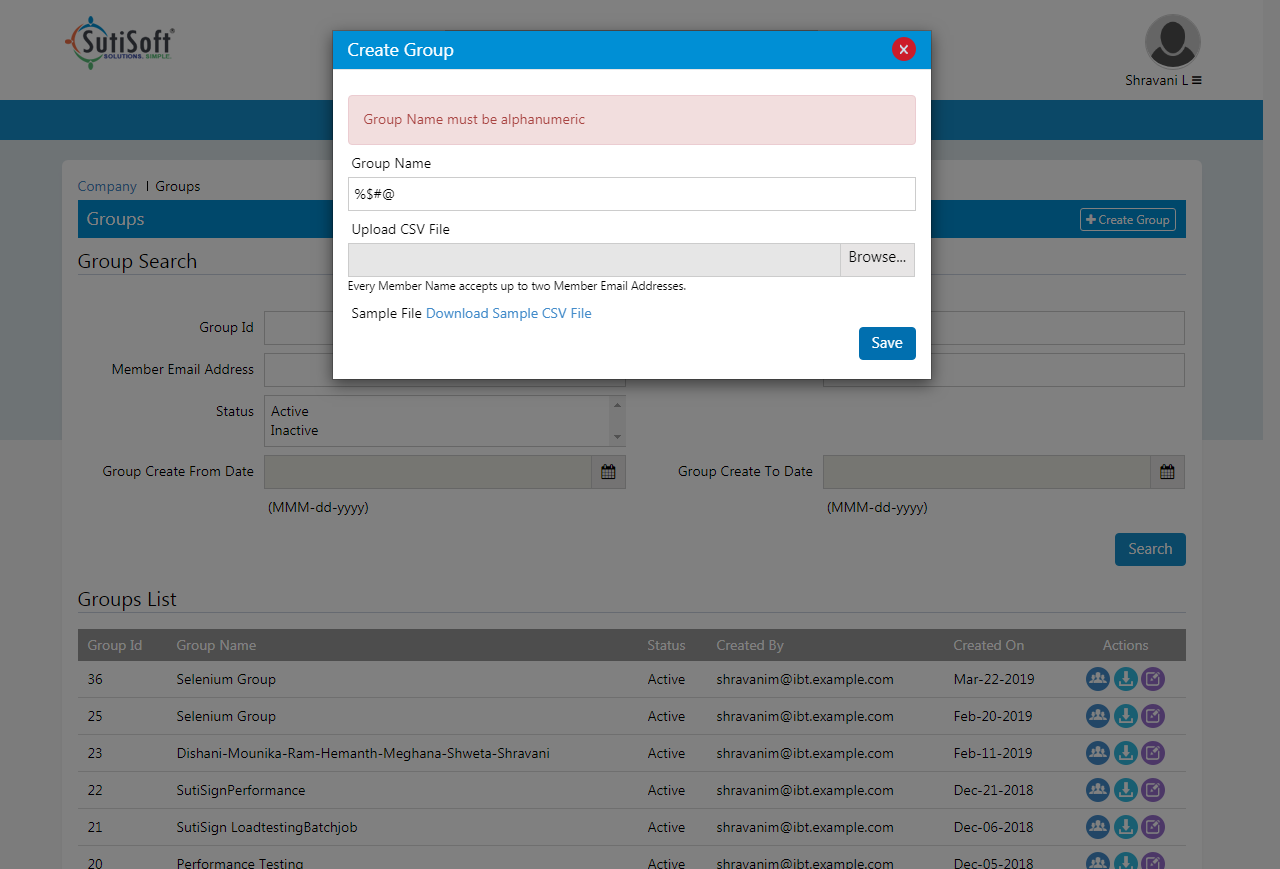 SutiSoft
SOLUTIONS. SIMPLE.
Shravani L
Create Group
Group Name must be alphanumeric
Group Name
%$#@
Upload CSV File
Browse...
Every Member Name accepts up to two Member Email Addresses.
Sample File Download Sample CSV File
Save
Company | Groups
Groups
Create Group
Group Search
Group Id
Member Email Address
Status
Active
Inactive
Group Create From Date
Group Create To Date
(MMM-dd-yyyy)
(MMM-dd-yyyy)
Search
Groups List
Group Id Group Name Status Created By Created On Actions
36 Selenium Group Active shravanim@ibt.example.com Mar-22-2019
25 Selenium Group Active shravanim@ibt.example.com Feb-20-2019
23 Dishani-Mounika-Ram-Hemanth-Meghana-Shweta-Shravani Active shravanim@ibt.example.com Feb-11-2019
22 SutiSignPerformance Active shravanim@ibt.example.com Dec-21-2018
21 SutiSign LoadtestingBatchjob Active shravanim@ibt.example.com Dec-06-2018
20 Performance Testing Active shravanim@ibt.example.com Dec-05-2018